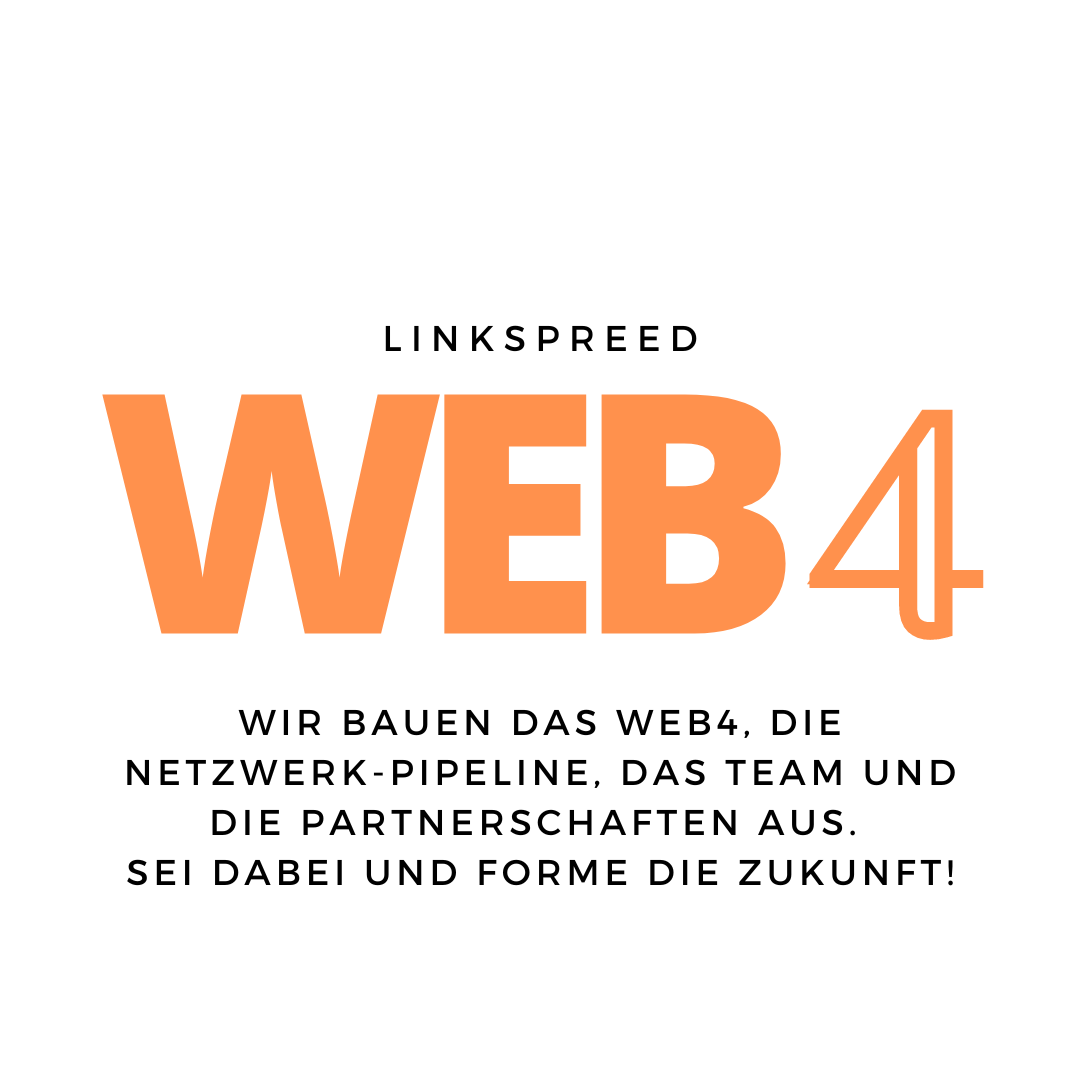 LINKSPREED
WEB4
WIR BAUEN DAS WEB4, DIE
NETZWERK-PIPELINE, DAS TEAM UND
DIE PARTNERSCHAFTEN AUS.
SEI DABEI UND FORME DIE ZUKUNFT!